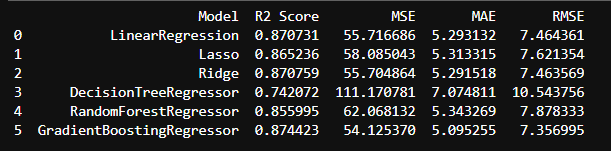 Model R2 Score MSE MAE RMSE
0 LinearRegression 0.870731 55.716686 5.293132 7.464361
1 Lasso 0.865236 58.085043 5.313315 7.621354
2 Ridge 0.870759 55.704864 5.291518 7.463569
3 DecisionTreeRegressor 0.742072 111.170781 7.074811 10.543756
4 RandomForestRegressor 0.855995 62.068132 5.343269 7.878333
5 GradientBoostingRegressor 0.874423 54.125370 5.095255 7.356995